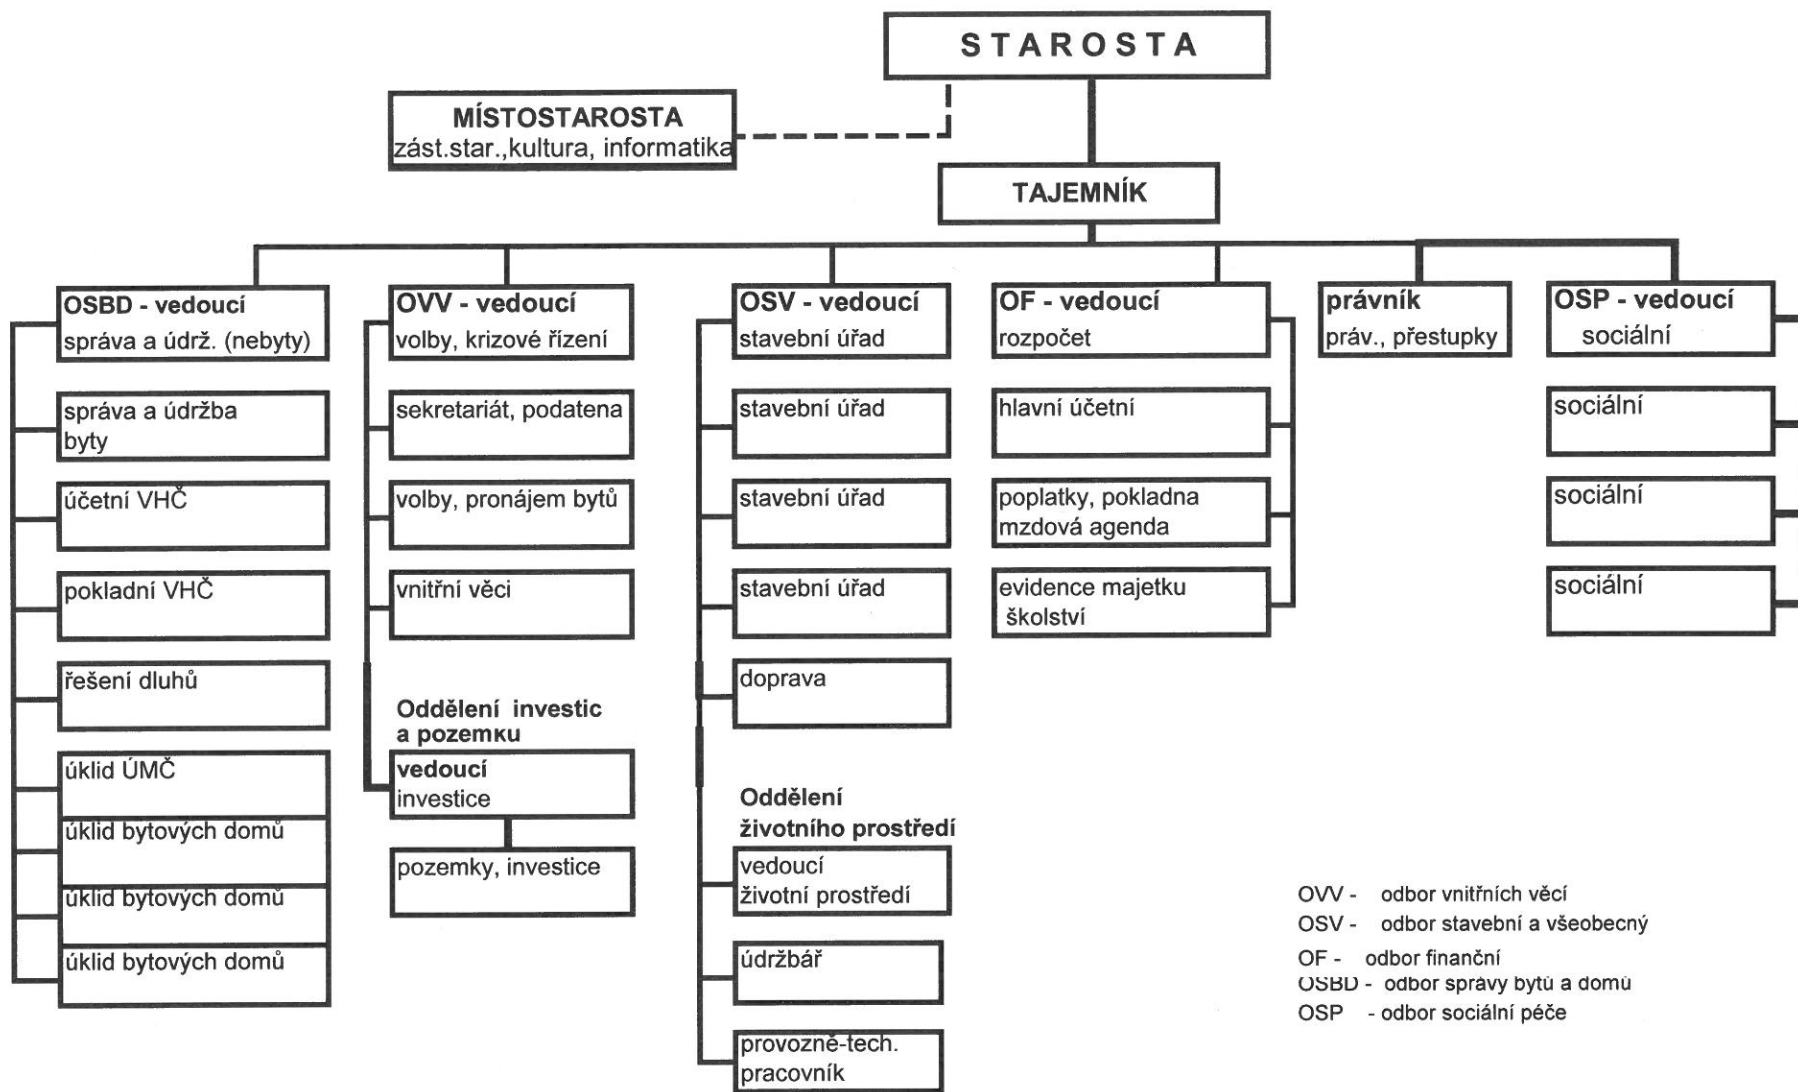 STAROSTA
MÍSTOSTAROSTA
zást.star.,kultura, informatika
TAJEMNÍK
OSBD - vedoucí
správa a údrž. (nebyty)
správa a údržba
byty
účetní VHČ
pokladní VHČ
řešení dluhů
úklid ÚMČ
úklid bytových domů
úklid bytových domů
úklid bytových domů
OVV - vedoucí
volby, krizové řízení
sekretariát, podatena
volby, pronájem bytů
vnitřní věci
Oddělení investic
a pozemku
vedoucí
investice
pozemky, investice
OSV - vedoucí
stavební úřad
stavební úřad
stavební úřad
stavební úřad
doprava
Oddělení
životního prostředí
vedoucí
životní prostředí
údržbář
provozně-tech.
pracovník
OF - vedoucí
rozpočet
hlavní účetní
poplatky, pokladna
mzdová agenda
evidence majetku
školství
právník
práv., přestupky
OSP - vedoucí
sociální
sociální
sociální
sociální
OVV - odbor vnitřních věcí
OSV - odbor stavební a všeobecný
OF - odbor finanční
OSBD - odbor správy bytů a domů
OSP - odbor sociální péče